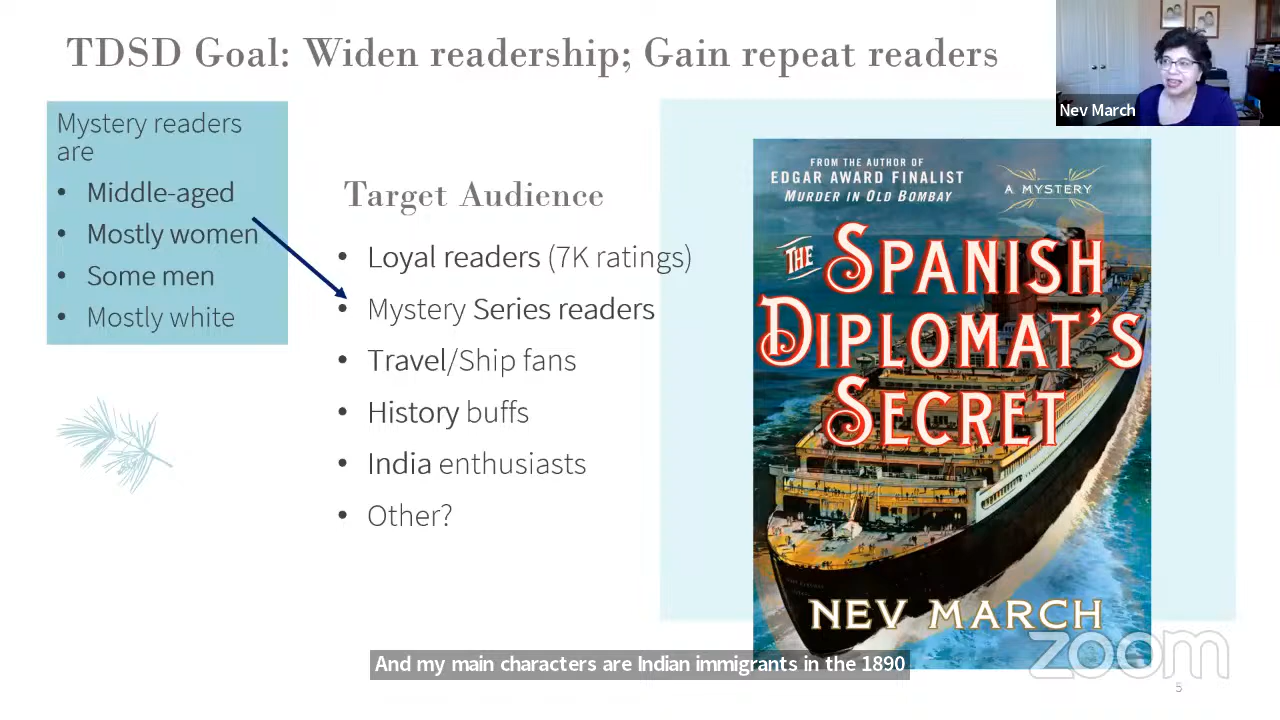 TDSD Goal: Widen readership; Gain repeat readers
Nev March
Mystery readers
are
• Middle-aged
• Mostly women
• Some men
• Mostly white
Target Audience
• Loyal readers (7K ratings)
• Mystery Series readers
• Travel/Ship fans
• History buffs
• India enthusiasts
• Other?
FROM THE AUTHOR OF
EDGAR AWARD FINALIST
MURDER IN OLD BOMBAY
A MYSTERY
THE SPANISH
DIPLOMAT'S
SECRET
NEV MARCH
zoom
And my main characters are Indian immigrants in the 1890
5